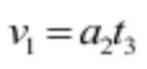 v₁ = a₂t₃